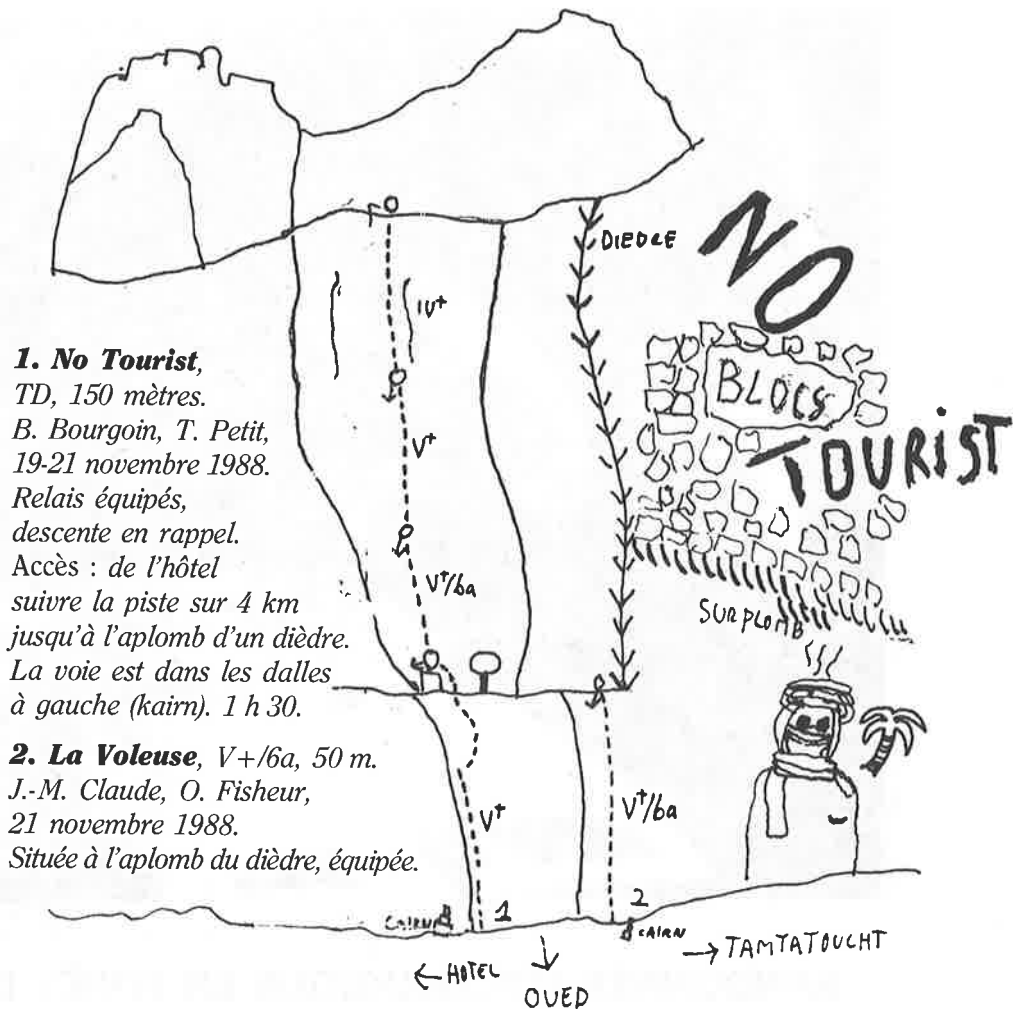 NO
DIEDLE
IV+
BLOCS
TOURIST
V+
V+/6a
SURPLOMB
1. No Tourist,
TD, 150 mètres.
B. Bourgoin, T. Petit,
19-21 novembre 1988.
Relais équipés,
descente en rappel.
Accès : de l'hôtel
suivre la piste sur 4 km
jusqu'à l'aplomb d'un dièdre.
La voie est dans les dalles
à gauche (kairn). 1 h 30.
2. La Voleuse, V+/6a, 50 m.
J.-M. Claude, O. Fisheur,
21 novembre 1988.
Située à l'aplomb du dièdre, équipée.
V+
V+/6a
1
2
CAIRN
CAIRN
→ TAMTATOUCHT
← HOTEL
↓
OUED